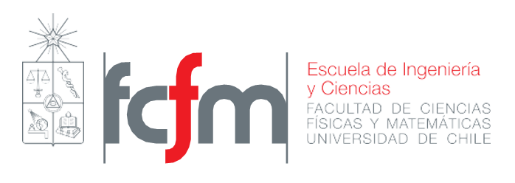 fcfm
Escuela de Ingeniería
y Ciencias
FACULTAD DE CIENCIAS
FÍSICAS Y MATEMÁTICAS
UNIVERSIDAD DE CHILE